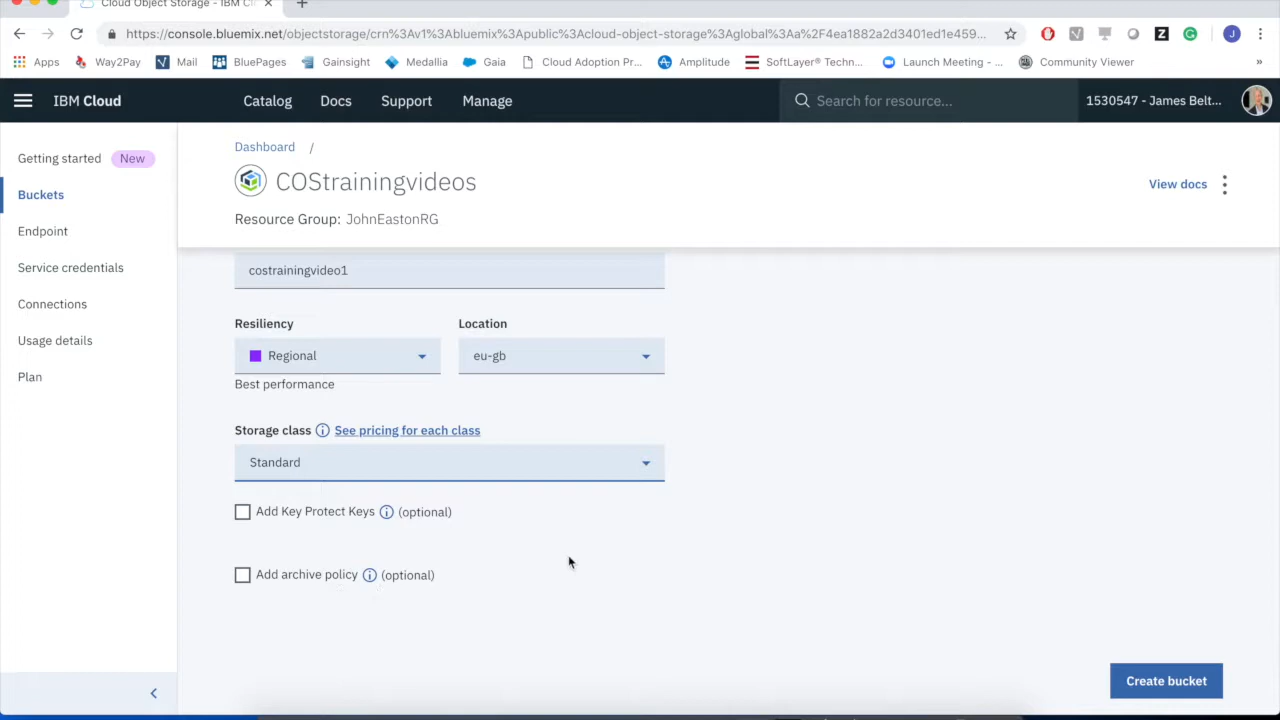 Cloud Object Storage - IBM Cl
https://console.bluemix.net/objectstorage/crn%3Av1%3Abluemix%3Apublic%3Acloud-object-storage%3Aglobal%3Aa%2F4ea1882a2d3401ed1e459...
Apps Way2Pay Mail BluePages Gainsight Medallia Gaia Cloud Adoption Pr... Amplitude SoftLayer® Techn... Launch Meeting - ... Community Viewer »
IBM Cloud Catalog Docs Support Manage Search for resource... 1530547 - James Belt...
Getting started New
Buckets
Endpoint
Service credentials
Connections
Usage details
Plan
Dashboard /
COStrainingvideos
View docs
Resource Group: JohnEastonRG
costrainingvideo1
Resiliency Location
Regional eu-gb
Best performance
Storage class See pricing for each class
Standard
Add Key Protect Keys (optional)
Add archive policy (optional)
Create bucket